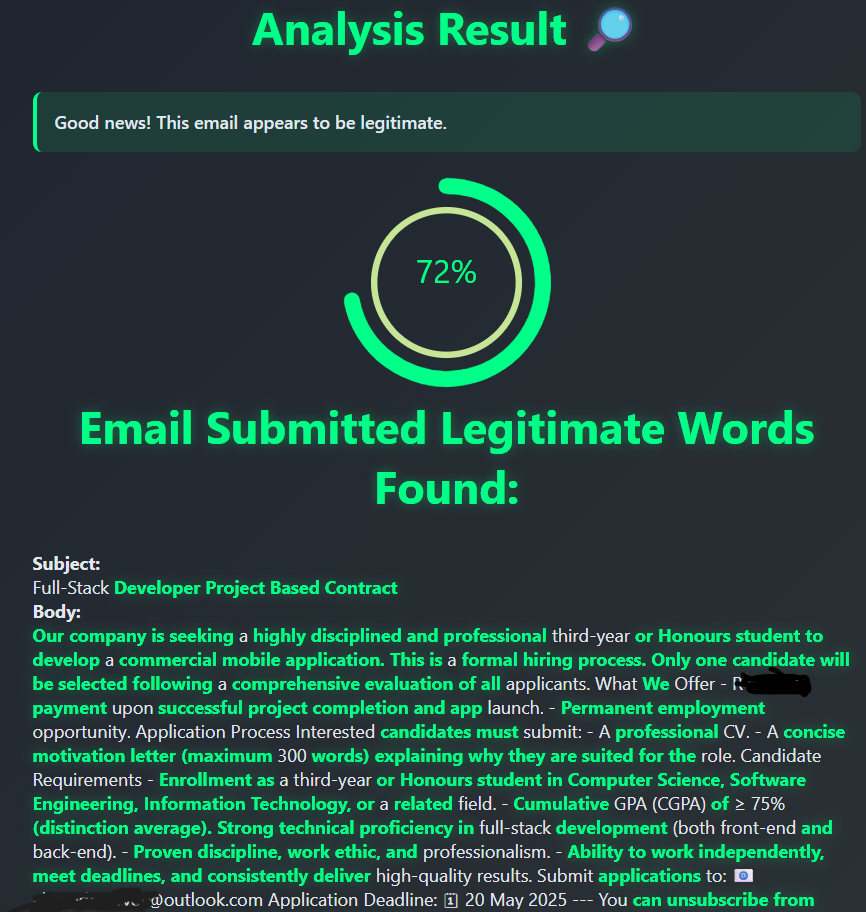 Analysis Result 🔎
Good news! This email appears to be legitimate.
72%
Email Submitted Legitimate Words
Found:
Subject:
Full-Stack Developer Project Based Contract
Body:
Our company is seeking a highly disciplined and professional third-year or Honours student to
develop a commercial mobile application. This is a formal hiring process. Only one candidate will
be selected following a comprehensive evaluation of all applicants. What We Offer - R
payment upon successful project completion and app launch. - Permanent employment
opportunity. Application Process Interested candidates must submit: - A professional CV. - A concise
motivation letter (maximum 300 words) explaining why they are suited for the role. Candidate
Requirements - Enrollment as a third-year or Honours student in Computer Science, Software
Engineering, Information Technology, or a related field. - Cumulative GPA (CGPA) of ≥ 75%
(distinction average). Strong technical proficiency in full-stack development (both front-end and
back-end). - Proven discipline, work ethic, and professionalism. - Ability to work independently,
meet deadlines, and consistently deliver high-quality results. Submit applications to: 📧
@outlook.com Application Deadline: 🗓 20 May 2025 --- You can unsubscribe from